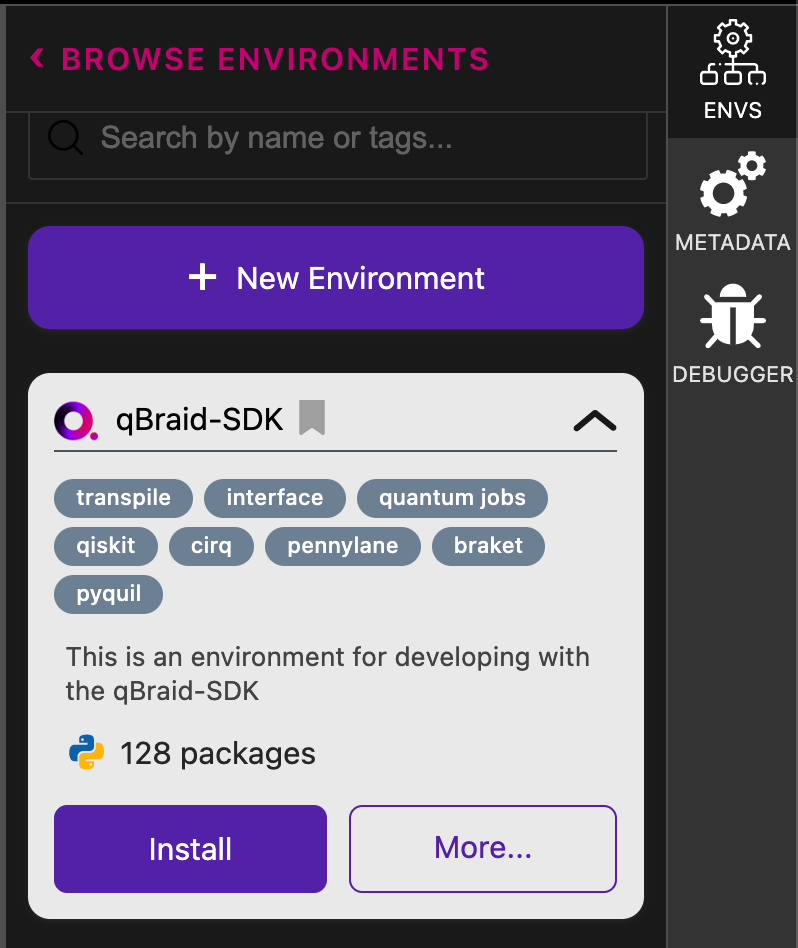 BROWSE ENVIRONMENTS
Search by name or tags...
+ New Environment
qBraid-SDK
transpile interface quantum jobs
qiskit cirq pennylane braket
pyquil
This is an environment for developing with
the qBraid-SDK
128 packages
Install More...
ENVS
METADATA
DEBUGGER